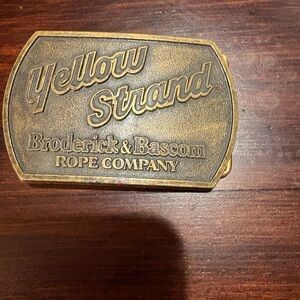 Yellow
Strand
Broderick & Bascom
ROPE COMPANY